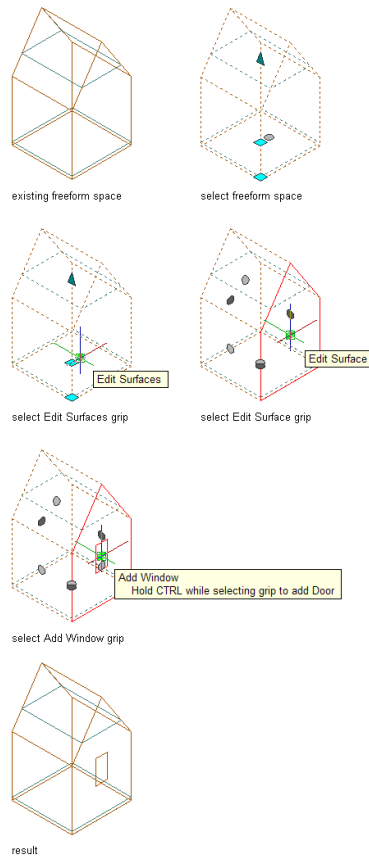 existing freeform space
select freeform space
Edit Surfaces
Edit Surface
select Edit Surfaces grip
select Edit Surface grip
Add Window
Hold CTRL while selecting grip to add Door
select Add Window grip
result